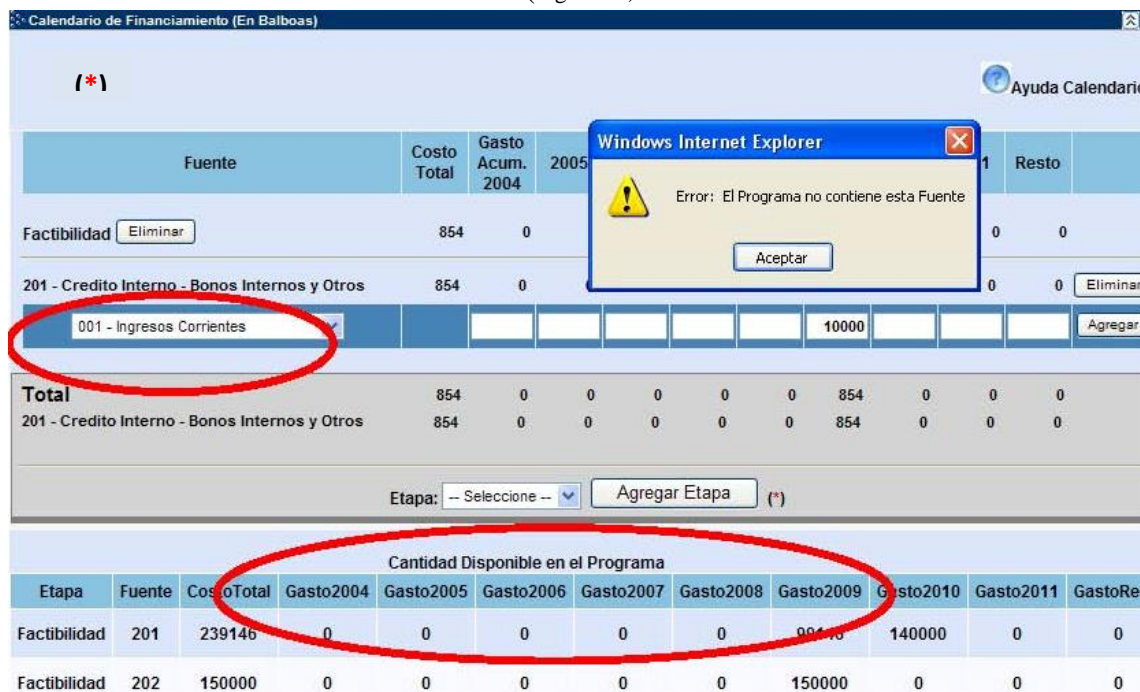 Calendario de Financiamiento (En Balboas)
(*)
Ayuda Calendario
Fuente Costo Total Gasto Acum. 2004 2005 1 Resto
Windows Internet Explorer
Error: El Programa no contiene esta Fuente
Aceptar
Factibilidad Eliminar 854 0 0 0
201 - Credito Interno - Bonos Internos y Otros 854 0 0 0 Eliminar
001 - Ingresos Corrientes 10000 Agregar
Total 854 0 0 0 0 0 854 0 0 0
201 - Credito Interno - Bonos Internos y Otros 854 0 0 0 0 0 854 0 0 0
Etapa: -- Seleccione -- Agregar Etapa (*)
Cantidad Disponible en el Programa
Etapa Fuente CostoTotal Gasto2004 Gasto2005 Gasto2006 Gasto2007 Gasto2008 Gasto2009 Gasto2010 Gasto2011 GastoRe
Factibilidad 201 239146 0 0 0 0 0 140000 0 0
Factibilidad 202 150000 0 0 0 0 0 150000 0 0 0